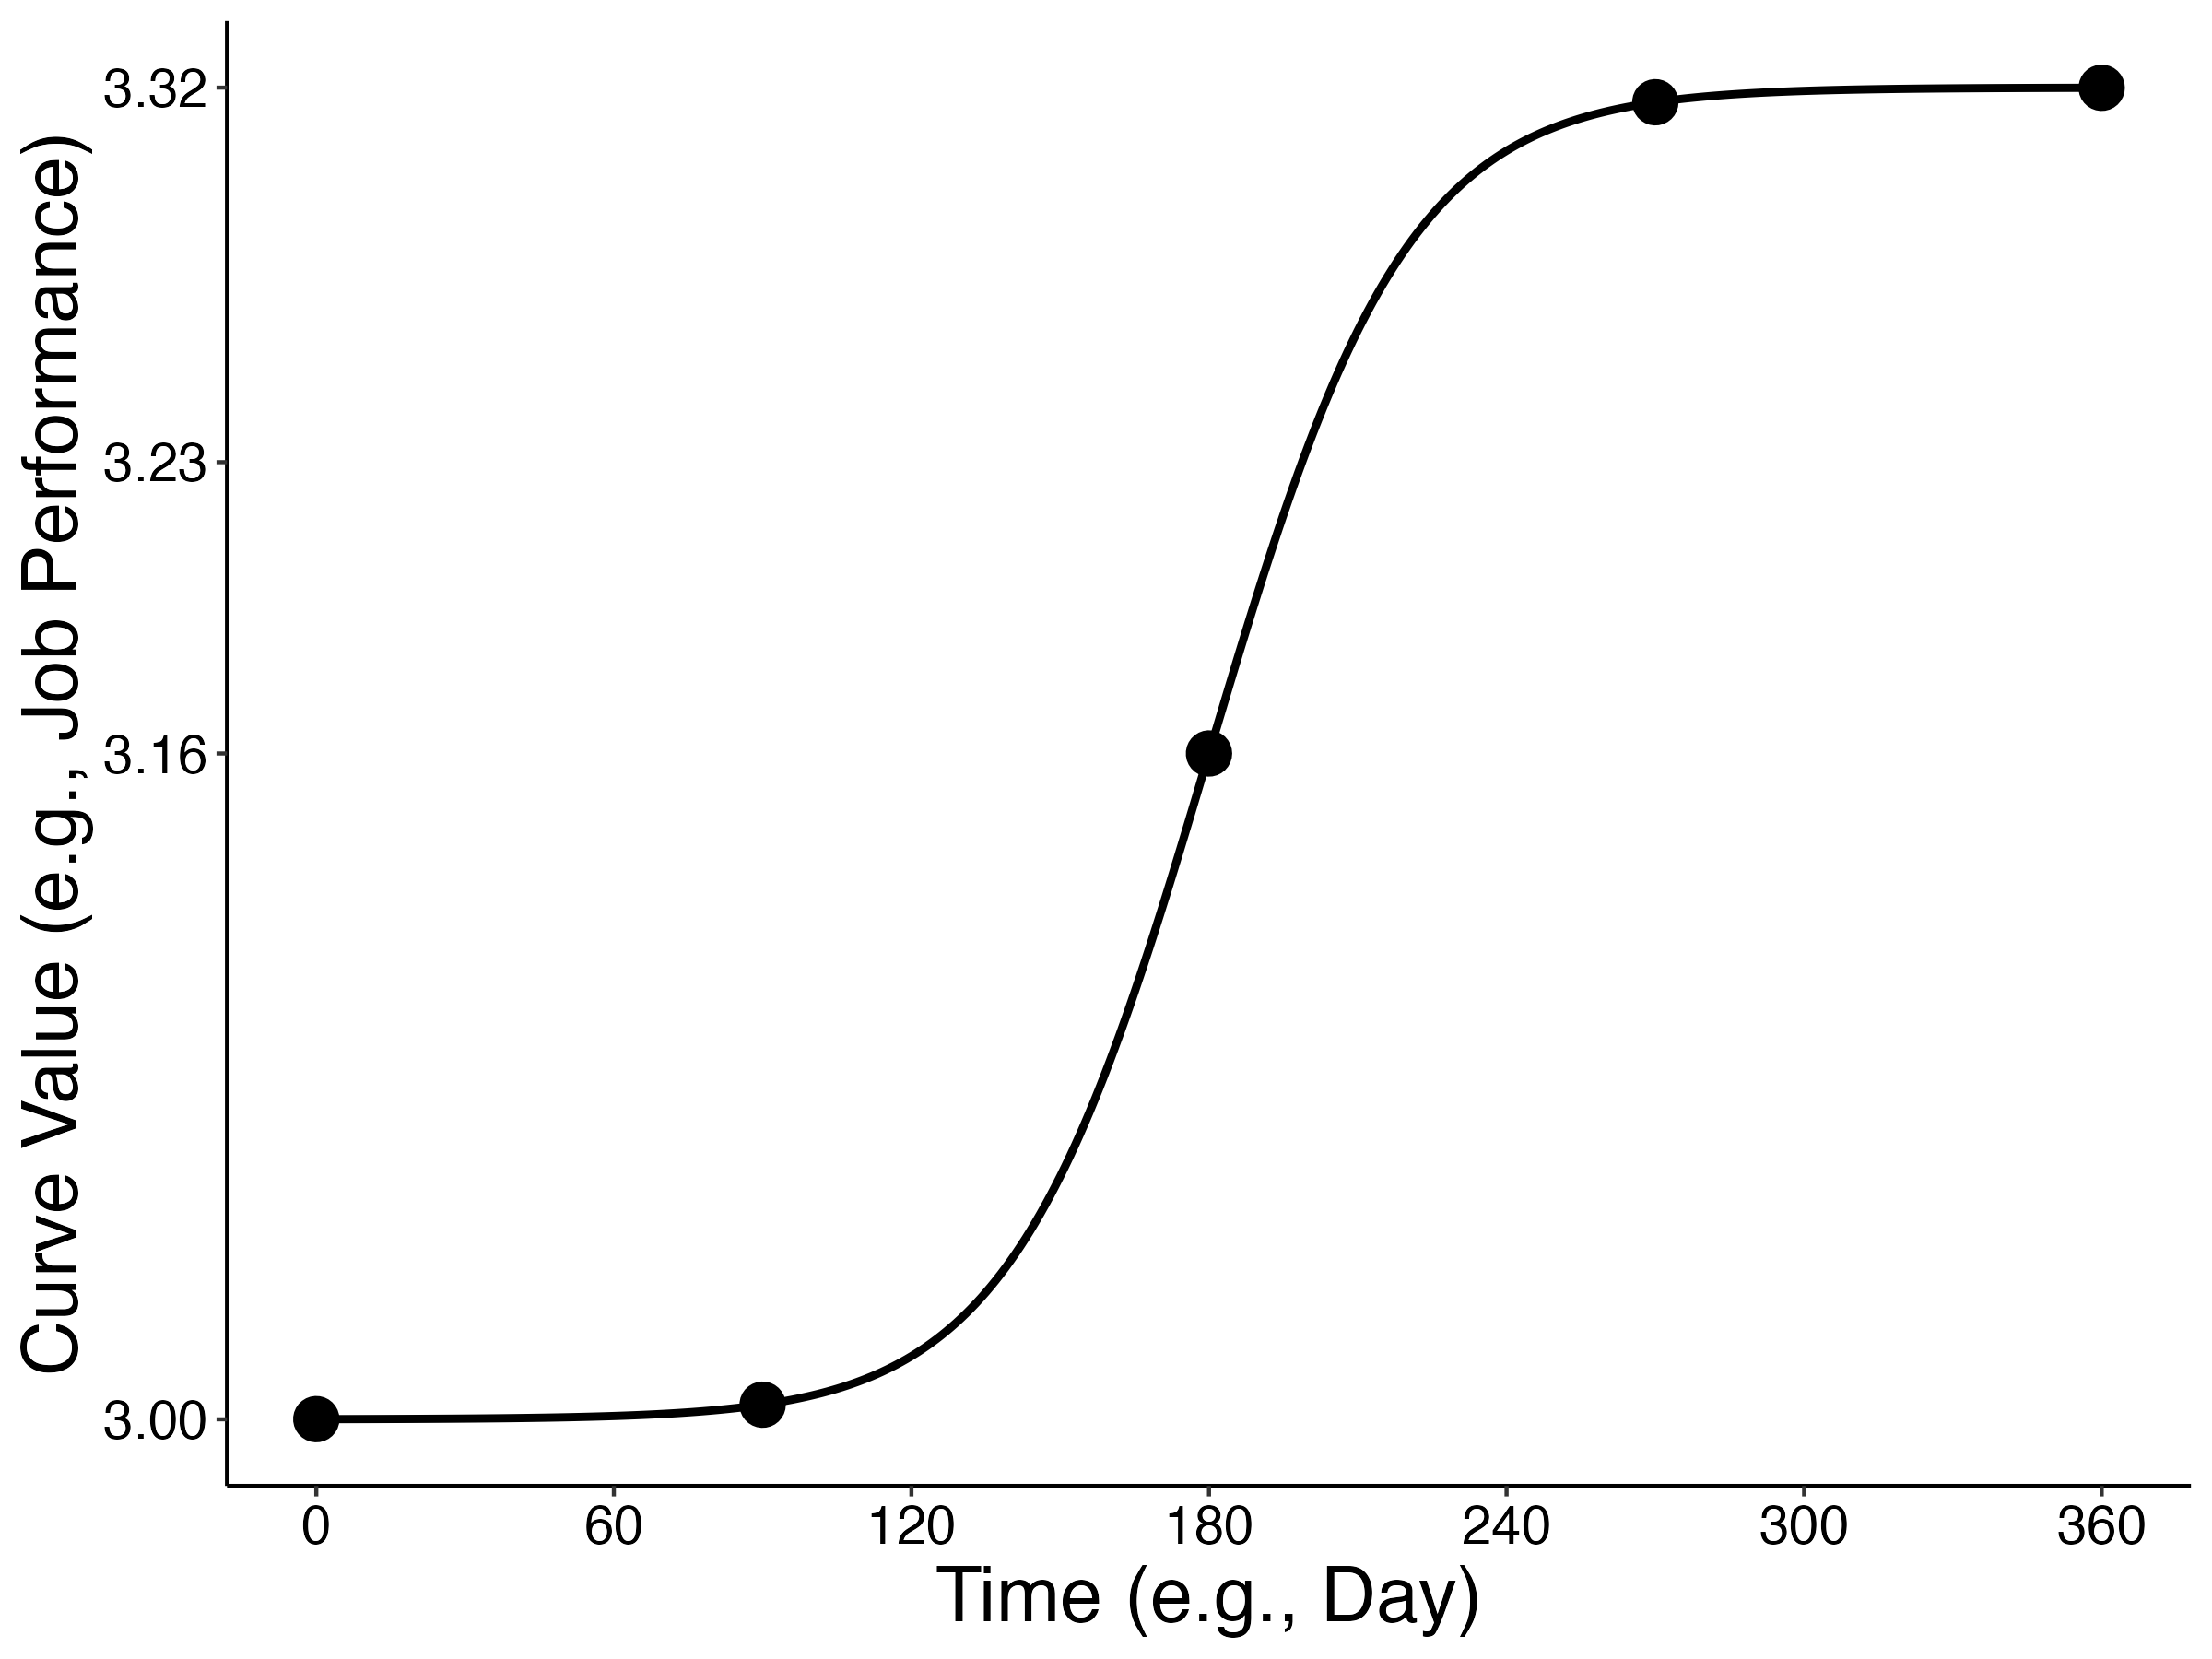 Curve Value (e.g., Job Performance)
3.32
3.23
3.16
3.00
0 60 120 180 240 300 360
Time (e.g., Day)